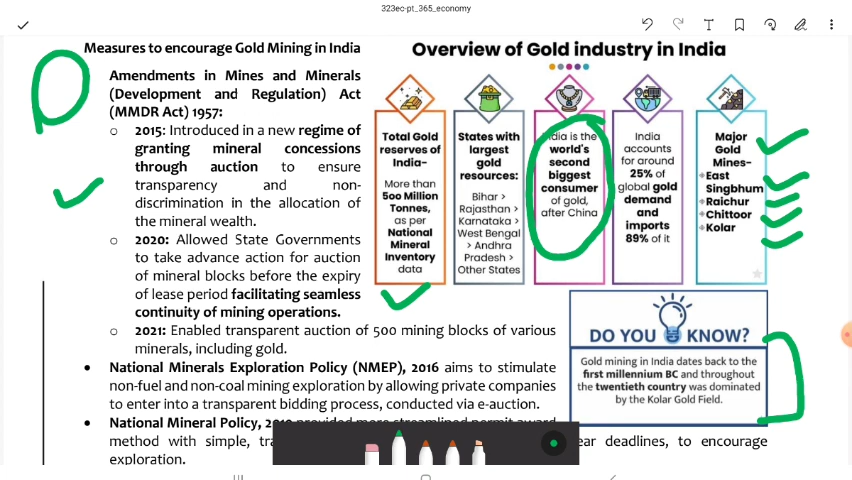 323ec-pt_365_economy
Measures to encourage Gold Mining in India
Amendments in Mines and Minerals
(Development and Regulation) Act
(MMDR Act) 1957:
o 2015: Introduced in a new regime of
granting mineral concessions
through auction to ensure
transparency and non-
discrimination in the allocation of
the mineral wealth.
o 2020: Allowed State Governments
to take advance action for auction
of mineral blocks before the expiry
of lease period facilitating seamless
continuity of mining operations.
o 2021: Enabled transparent auction of 500 mining blocks of various
minerals, including gold.
• National Minerals Exploration Policy (NMEP), 2016 aims to stimulate
non-fuel and non-coal mining exploration by allowing private companies
to enter into a transparent bidding process, conducted via e-auction.
• National Mineral Policy, provided more streamlined permit award
method with simple, ear deadlines, to encourage
exploration.
Overview of Gold industry in India
Total Gold
reserves of
India-
More than
500 Million
Tonnes,
as per
National
Mineral
Inventory
data
States with
largest
gold
resources:
Bihar >
Rajasthan >
Karnataka >
West Bengal
> Andhra
Pradesh >
Other States
India is the
world's
second
biggest
consumer
of gold,
after China
India
accounts
for around
25% of
global gold
demand
and
imports
89% of it
Major
Gold
Mines-
East
Singbhum
Raichur
Chittoor
Kolar
DO YOU KNOW?
Gold mining in India dates back to the
first millennium BC and throughout
the twentieth country was dominated
by the Kolar Gold Field.